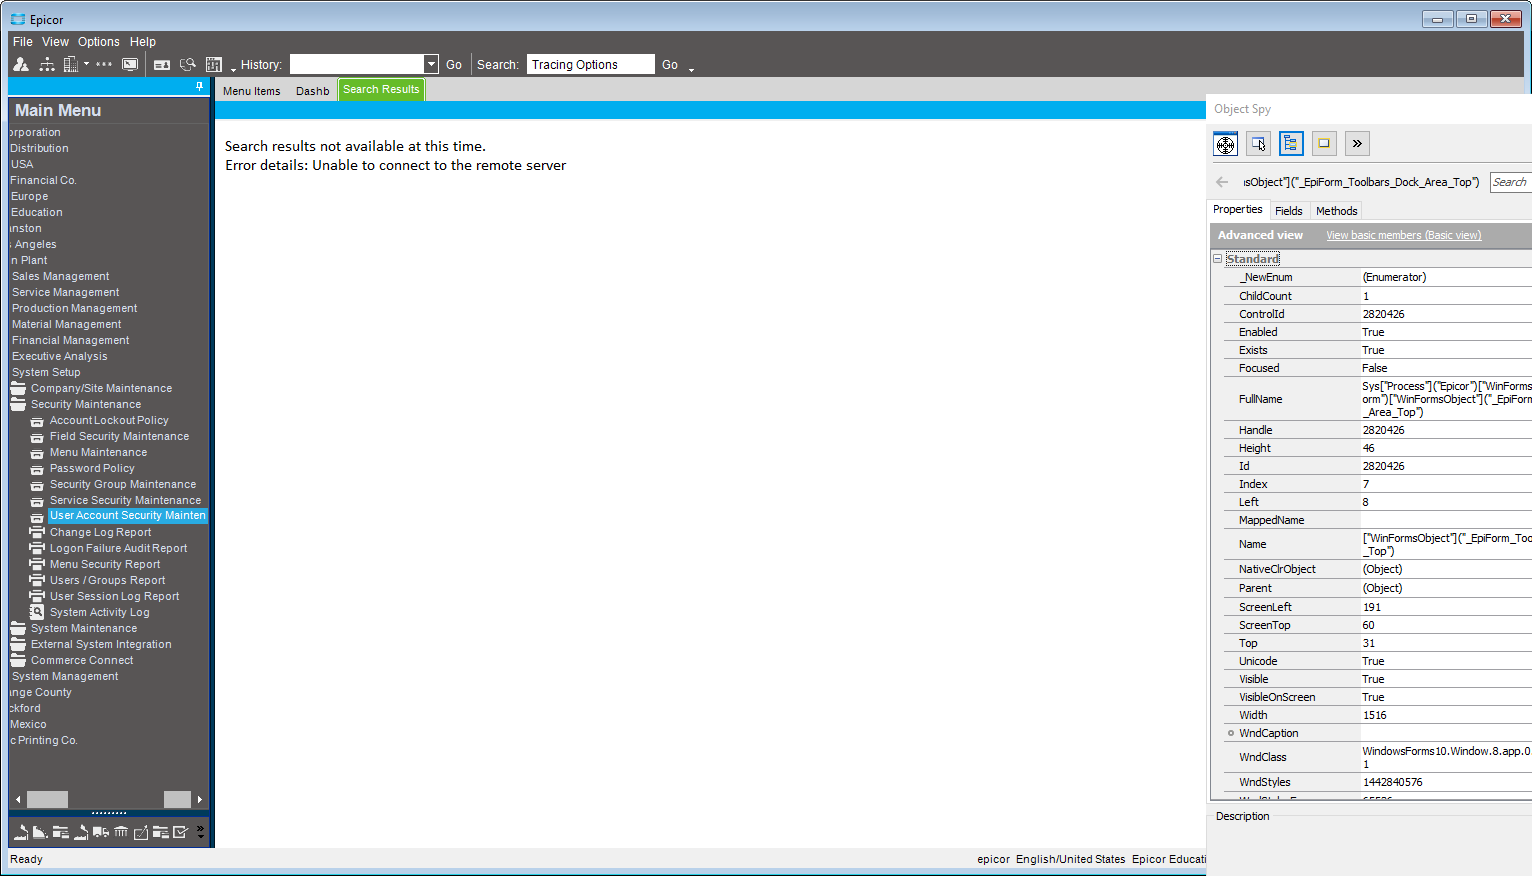 Epicor
File View Options Help
History: Go Search: Tracing Options Go
Main Menu
orporation
Distribution
USA
Financial Co.
Europe
Education
anston
s Angeles
n Plant
Sales Management
Service Management
Production Management
Material Management
Financial Management
Executive Analysis
System Setup
Company/Site Maintenance
Security Maintenance
Account Lockout Policy
Field Security Maintenance
Menu Maintenance
Password Policy
Security Group Maintenance
Service Security Maintenance
User Account Security Mainten
Change Log Report
Logon Failure Audit Report
Menu Security Report
Users / Groups Report
User Session Log Report
System Activity Log
System Maintenance
External System Integration
Commerce Connect
System Management
ange County
ckford
Mexico
c Printing Co.
Menu Items Dashb Search Results
Search results not available at this time.
Error details: Unable to connect to the remote server
Object Spy
sObject"]("_EpiForm_Toolbars_Dock_Area_Top") Search
Properties Fields Methods
Advanced view View basic members (Basic view)
Standard
_NewEnum (Enumerator)
ChildCount 1
ControlId 2820426
Enabled True
Exists True
Focused False
FullName Sys["Process"]("Epicor")["WinForms
orm")["WinFormsObject"]("_EpiForm
_Area_Top")
Handle 2820426
Height 46
Id 2820426
Index 7
Left 8
MappedName
Name ["WinFormsObject"]("_EpiForm_Too
_Top")
NativeClrObject (Object)
Parent (Object)
ScreenLeft 191
ScreenTop 60
Top 31
Unicode True
Visible True
VisibleOnScreen True
Width 1516
WndCaption
WndClass WindowsForms10.Window.8.app.0.
1
WndStyles 1442840576
Description
Ready epicor English/United States Epicor Educati